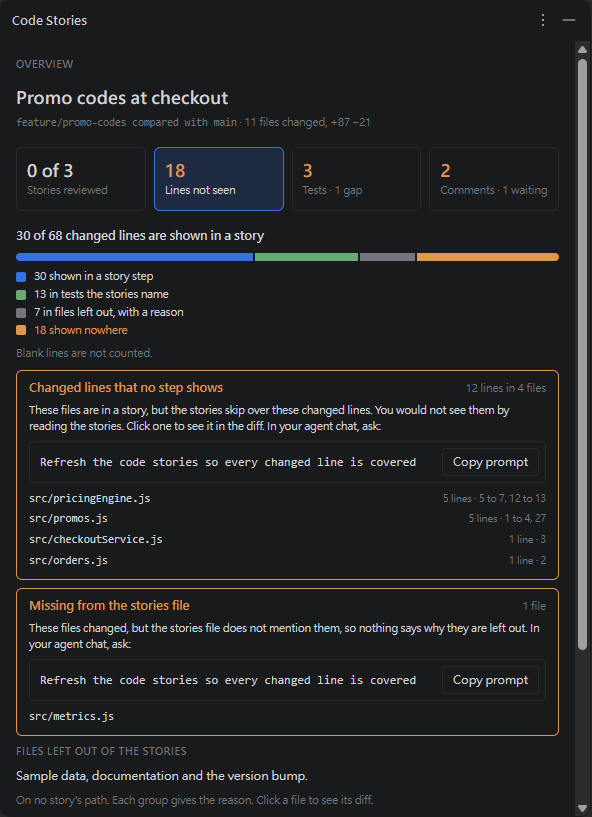 Code Stories
OVERVIEW
Promo codes at checkout
feature/promo-codes compared with main · 11 files changed, +87 −21
0 of 3
Stories reviewed
18
Lines not seen
3
Tests · 1 gap
2
Comments · 1 waiting
30 of 68 changed lines are shown in a story
30 shown in a story step
13 in tests the stories name
7 in files left out, with a reason
18 shown nowhere
Blank lines are not counted.
Changed lines that no step shows
12 lines in 4 files
These files are in a story, but the stories skip over these changed lines. You would not see them by
reading the stories. Click one to see it in the diff. In your agent chat, ask:
Refresh the code stories so every changed line is covered
Copy prompt
src/pricingEngine.js
5 lines · 5 to 7, 12 to 13
src/promos.js
5 lines · 1 to 4, 27
src/checkoutService.js
1 line · 3
src/orders.js
1 line · 2
Missing from the stories file
1 file
These files changed, but the stories file does not mention them, so nothing says why they are left out. In
your agent chat, ask:
Refresh the code stories so every changed line is covered
Copy prompt
src/metrics.js
FILES LEFT OUT OF THE STORIES
Sample data, documentation and the version bump.
On no story's path. Each group gives the reason. Click a file to see its diff.